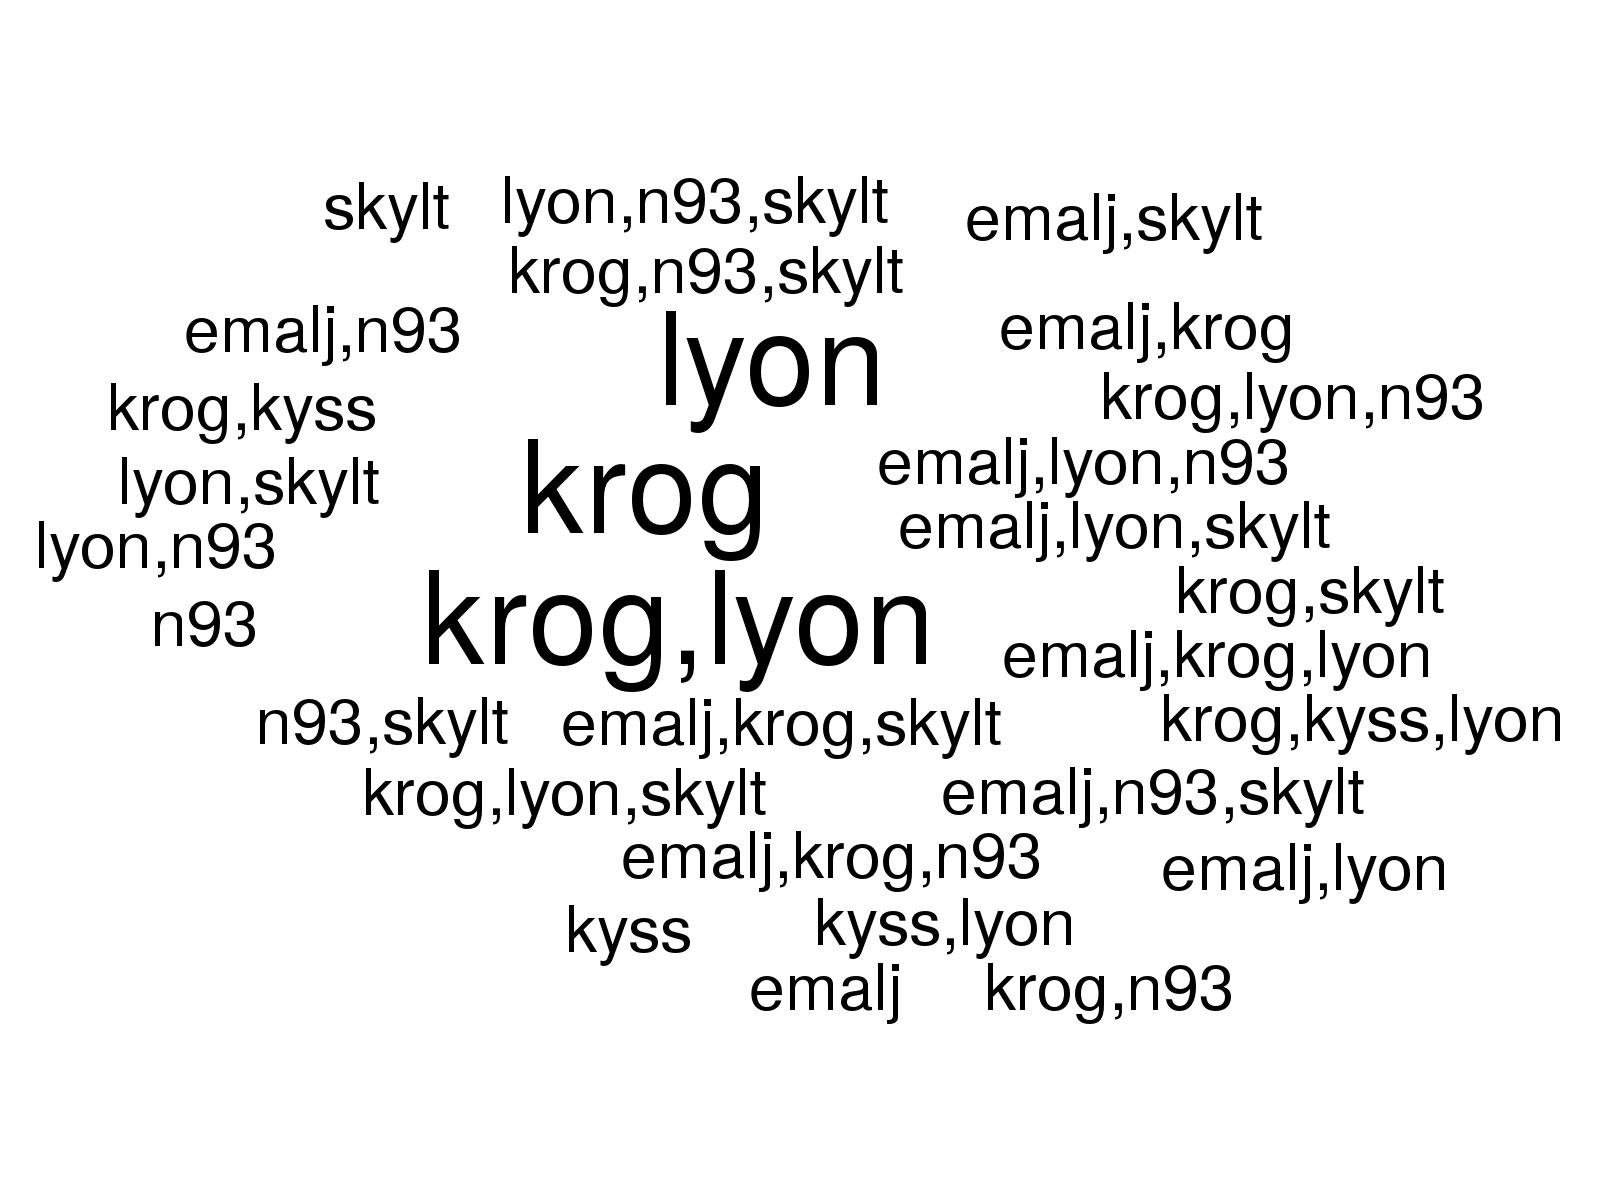 skylt
lyon,n93,skylt
emalj,skylt
krog,n93,skylt
emalj,n93
lyon
emalj,krog
krog,kyss
krog,lyon,n93
lyon,skylt
krog
emalj,lyon,n93
lyon,n93
emalj,lyon,skylt
n93
krog,lyon
krog,skylt
emalj,krog,lyon
n93,skylt
emalj,krog,skylt
krog,kyss,lyon
krog,lyon,skylt
emalj,n93,skylt
emalj,krog,n93
emalj,lyon
kyss
kyss,lyon
emalj
krog,n93